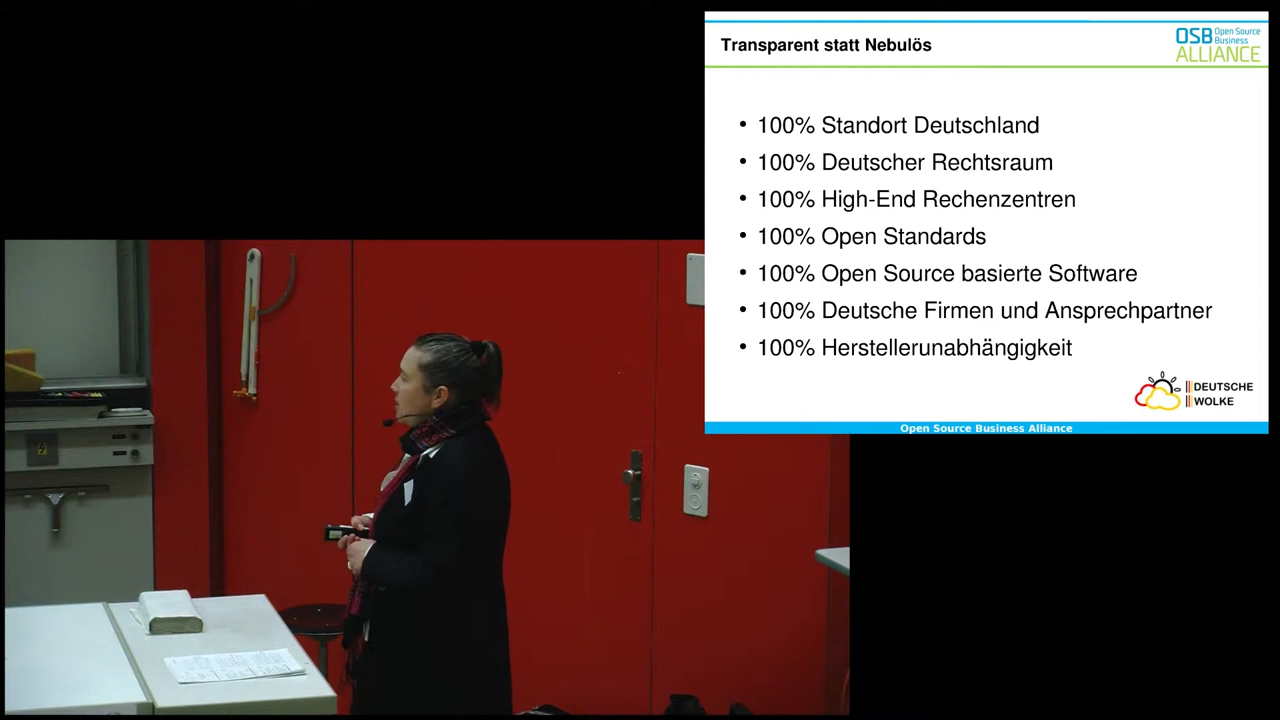 Transparent statt Nebulös
OSB Open Source
Business
ALLIANCE
• 100% Standort Deutschland
• 100% Deutscher Rechtsraum
• 100% High-End Rechenzentren
• 100% Open Standards
• 100% Open Source basierte Software
• 100% Deutsche Firmen und Ansprechpartner
• 100% Herstellerunabhängigkeit
DEUTSCHE
WOLKE
Open Source Business Alliance